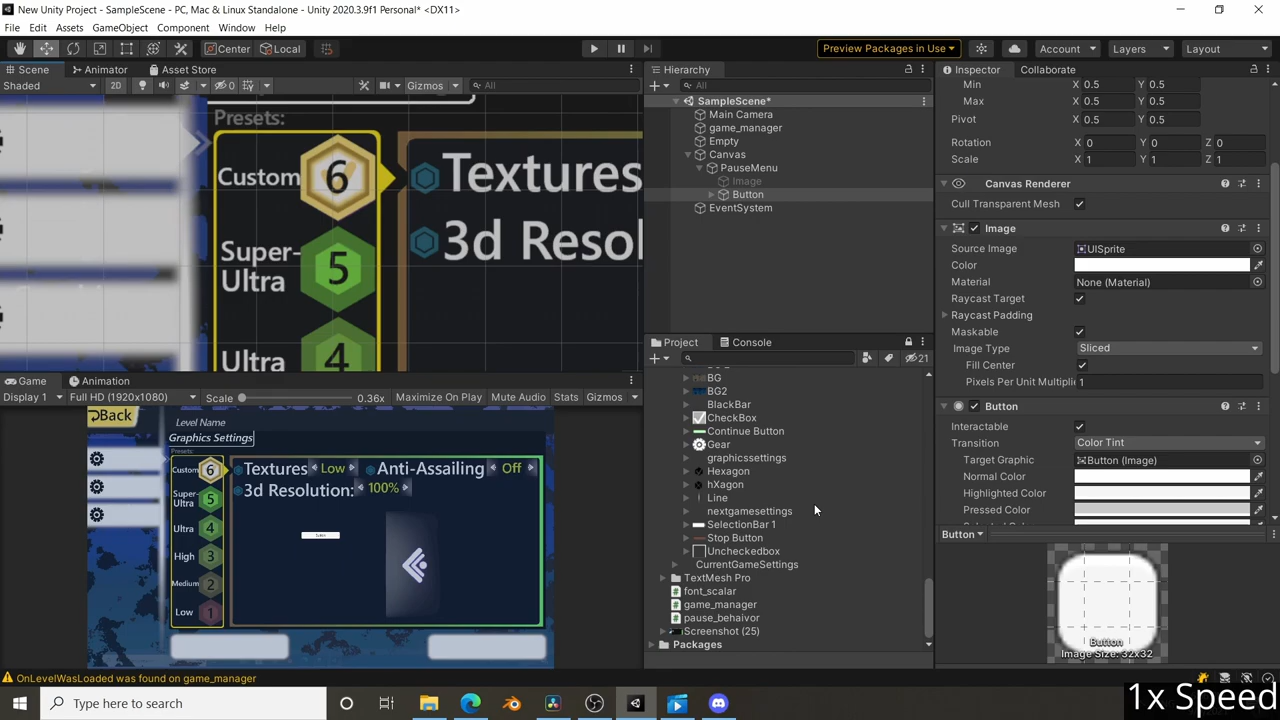 New Unity Project - SampleScene - PC, Mac & Linux Standalone - Unity 2020.3.9f1 Personal* <DX11>
File Edit Assets GameObject Component Window Help
Center Local Preview Packages in Use Account Layers Layout
Scene Animator Asset Store
Shaded 2D 0 Gizmos All
Presets:
Custom 6
Super-
Ultra 5
Ultra 4
Textures
3d Resol
Game Animation
Display 1 Full HD (1920x1080) Scale 0.36x Maximize On Play Mute Audio Stats Gizmos
Back
Level Name
Graphics Settings
Presets:
Custom 6
Super-
Ultra 5
Ultra 4
High 3
Medium 2
Low 1
Textures Low Anti-Assailing Off
3d Resolution: 100%
Hierarchy
All
SampleScene*
Main Camera
game_manager
Empty
Canvas
PauseMenu
Image
Button
EventSystem
Project Console
21
BG
BG2
BlackBar
CheckBox
Continue Button
Gear
graphicssettings
Hexagon
hXagon
Line
nextgamesettings
SelectionBar 1
Stop Button
Uncheckedbox
CurrentGameSettings
TextMesh Pro
font_scalar
game_manager
pause_behaivor
Screenshot (25)
Packages
Inspector Collaborate
Min X 0.5 Y 0.5
Max X 0.5 Y 0.5
Pivot X 0.5 Y 0.5
Rotation X 0 Y 0 Z 0
Scale X 1 Y 1 Z 1
Canvas Renderer
Cull Transparent Mesh
Image
Source Image UISprite
Color
Material None (Material)
Raycast Target
Raycast Padding
Maskable
Image Type Sliced
Fill Center
Pixels Per Unit Multiplie 1
Button
Interactable
Transition Color Tint
Target Graphic Button (Image)
Normal Color
Highlighted Color
Pressed Color
Button
Button
Image Size: 32x32
OnLevelWasLoaded was found on game_manager
Type here to search
1x Speed